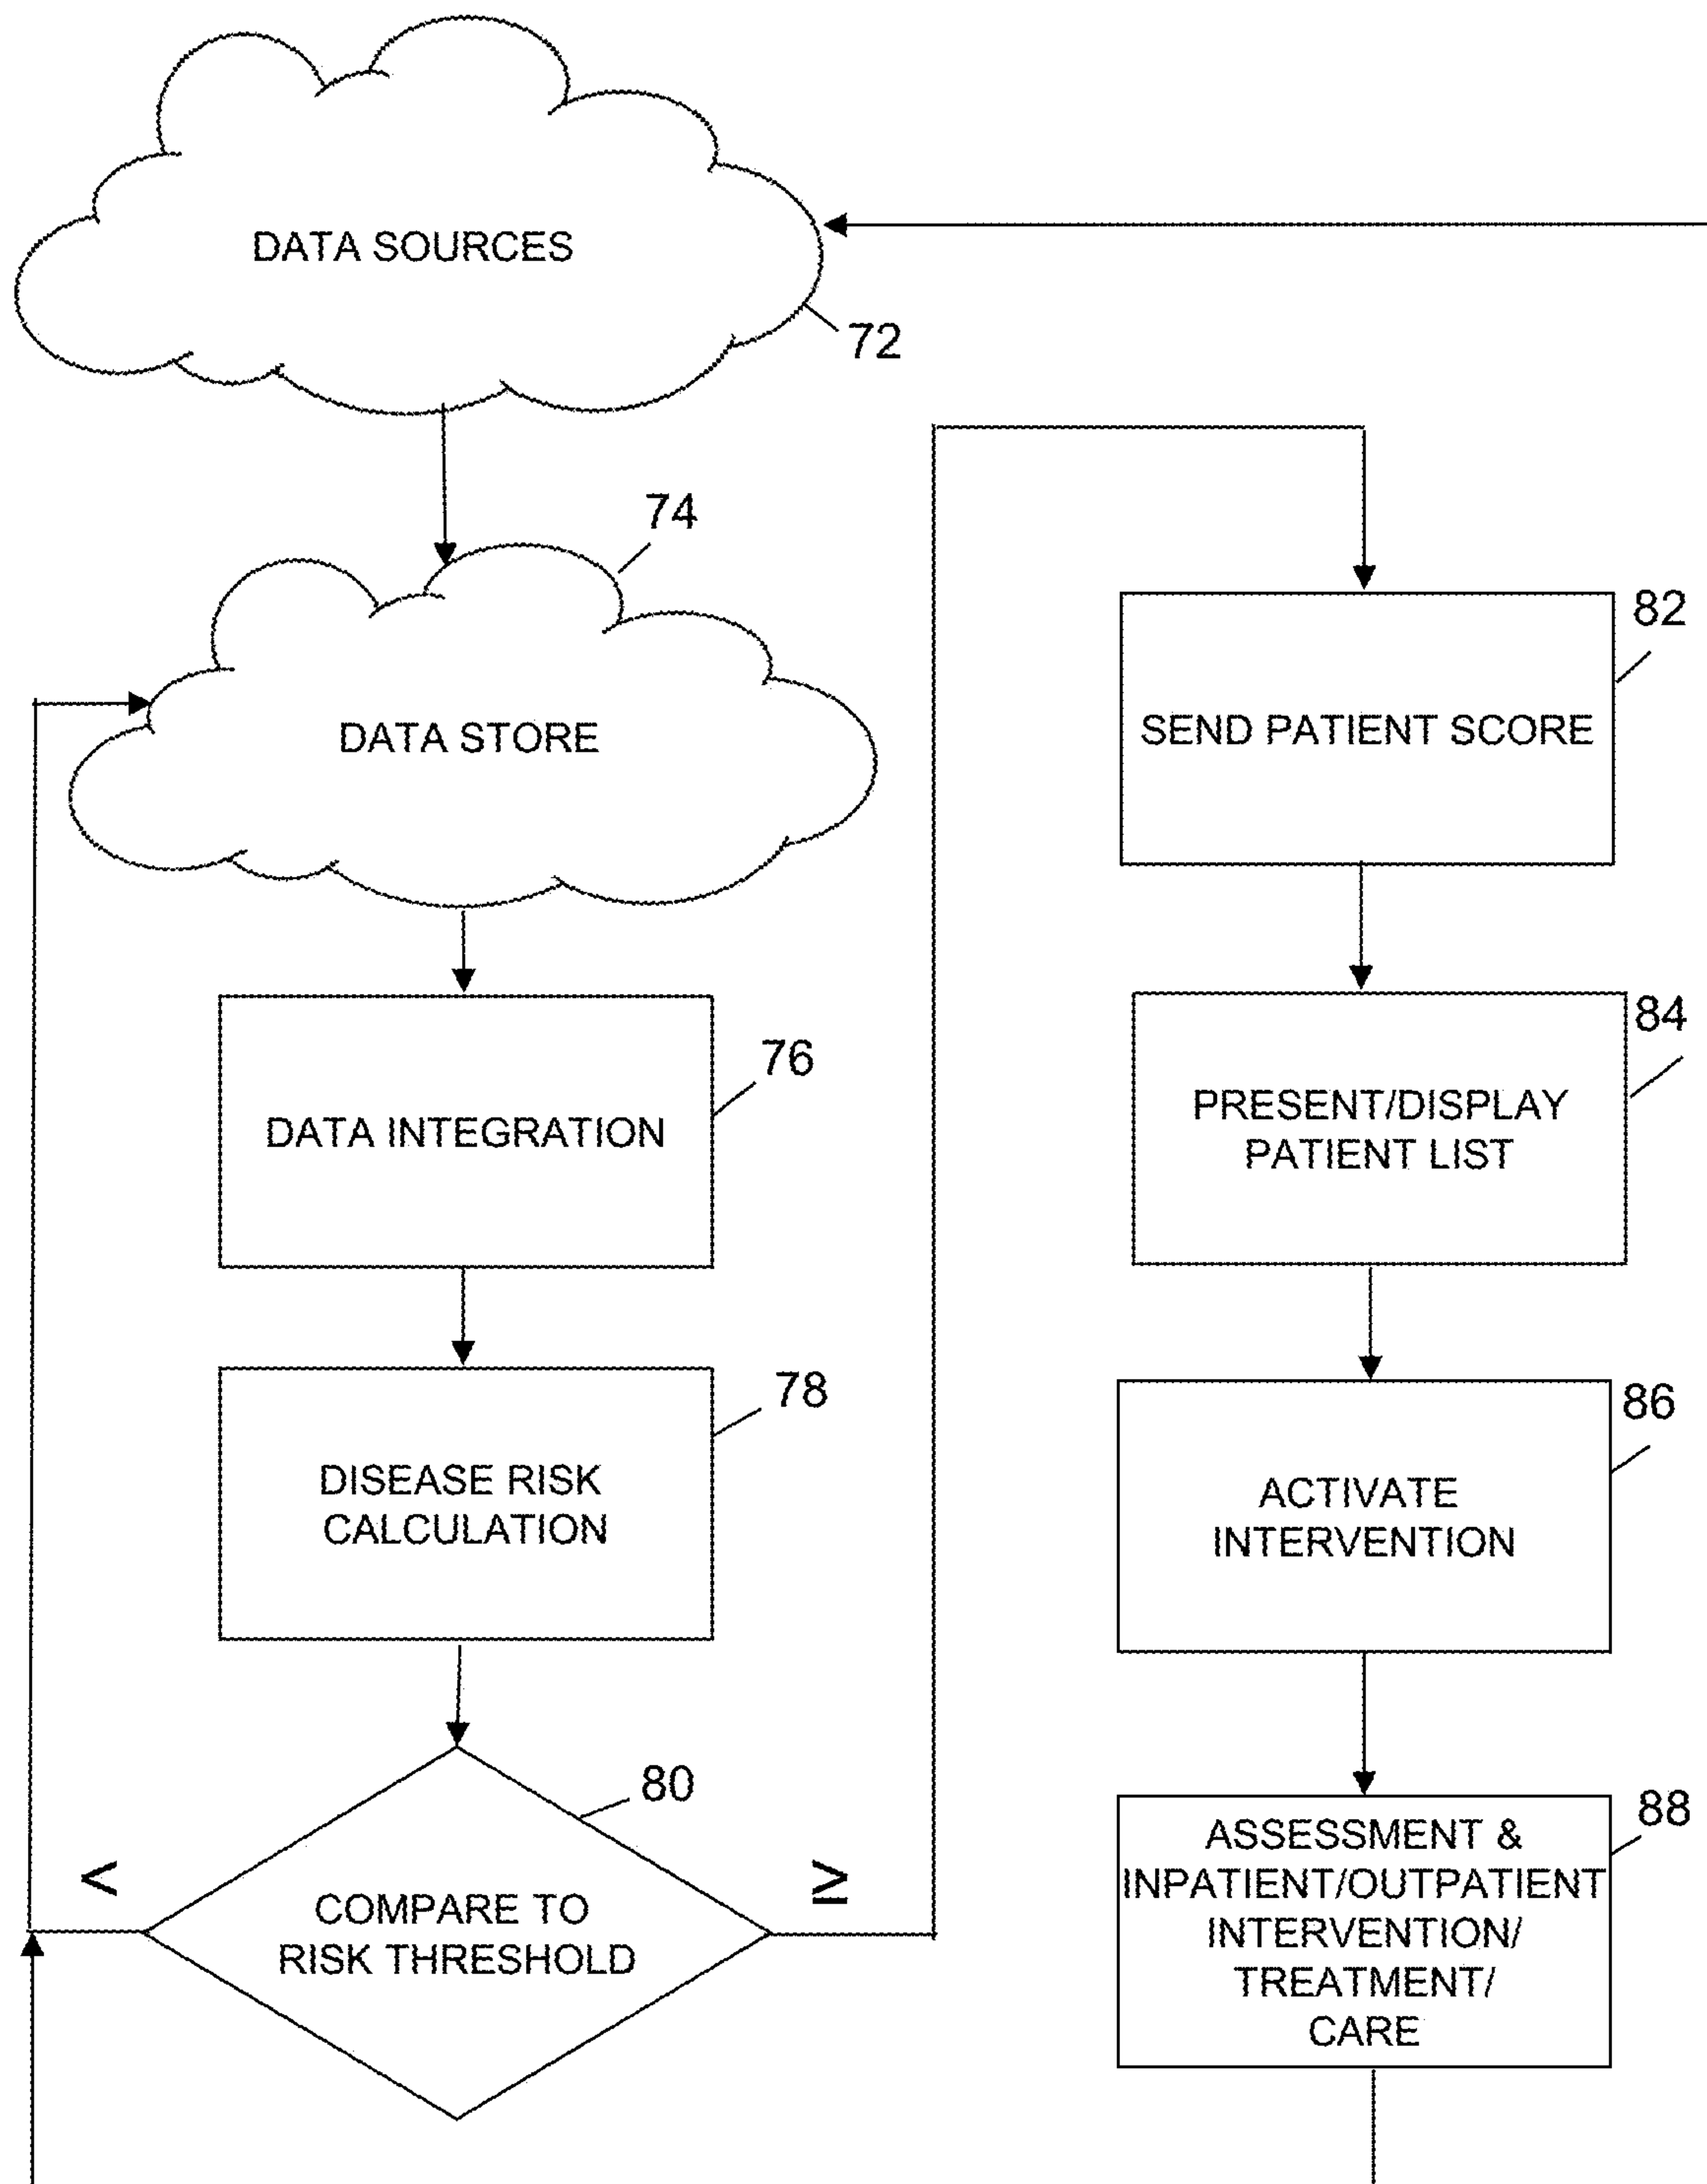 DATA SOURCES
72
74
DATA STORE
76
DATA INTEGRATION
78
DISEASE RISK
CALCULATION
80
<
≥
COMPARE TO
RISK THRESHOLD
82
SEND PATIENT SCORE
84
PRESENT/DISPLAY
PATIENT LIST
86
ACTIVATE
INTERVENTION
88
ASSESSMENT &
INPATIENT/OUTPATIENT
INTERVENTION/
TREATMENT/
CARE